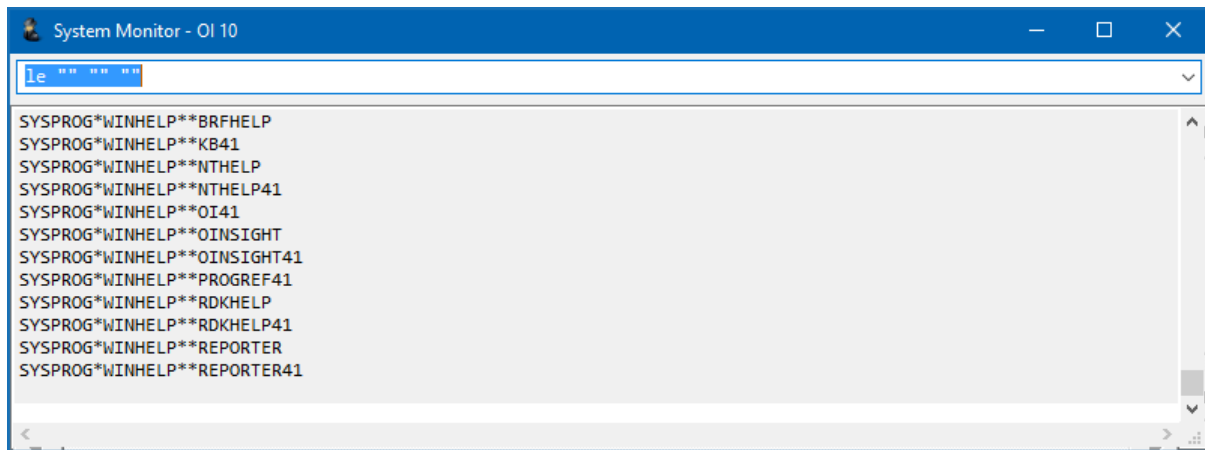 System Monitor - OI 10
le "" "" ""
SYSPROG*WINHELP**BRFHELP
SYSPROG*WINHELP**KB41
SYSPROG*WINHELP**NTHELP
SYSPROG*WINHELP**NTHELP41
SYSPROG*WINHELP**OI41
SYSPROG*WINHELP**OINSIGHT
SYSPROG*WINHELP**OINSIGHT41
SYSPROG*WINHELP**PROGREF41
SYSPROG*WINHELP**RDKHELP
SYSPROG*WINHELP**RDKHELP41
SYSPROG*WINHELP**REPORTER
SYSPROG*WINHELP**REPORTER41